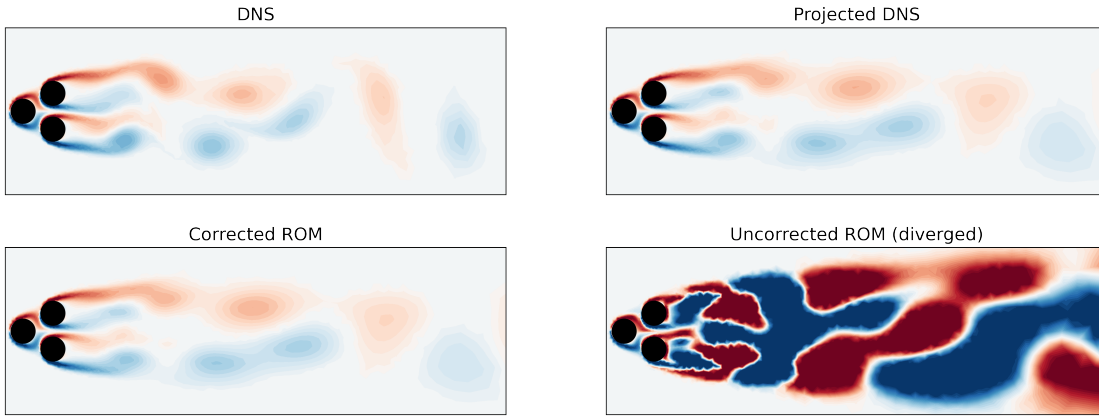 DNS
Projected DNS
Corrected ROM
Uncorrected ROM (diverged)